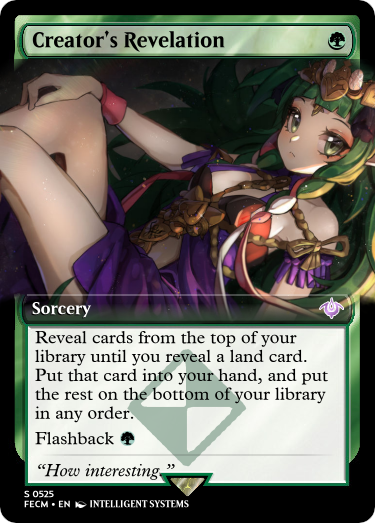 Creator's Revelation
Sorcery
Reveal cards from the top of your
library until you reveal a land card.
Put that card into your hand, and put
the rest on the bottom of your library
in any order.
Flashback
“How interesting.”
S 0525
FECM • EN INTELLIGENT SYSTEMS